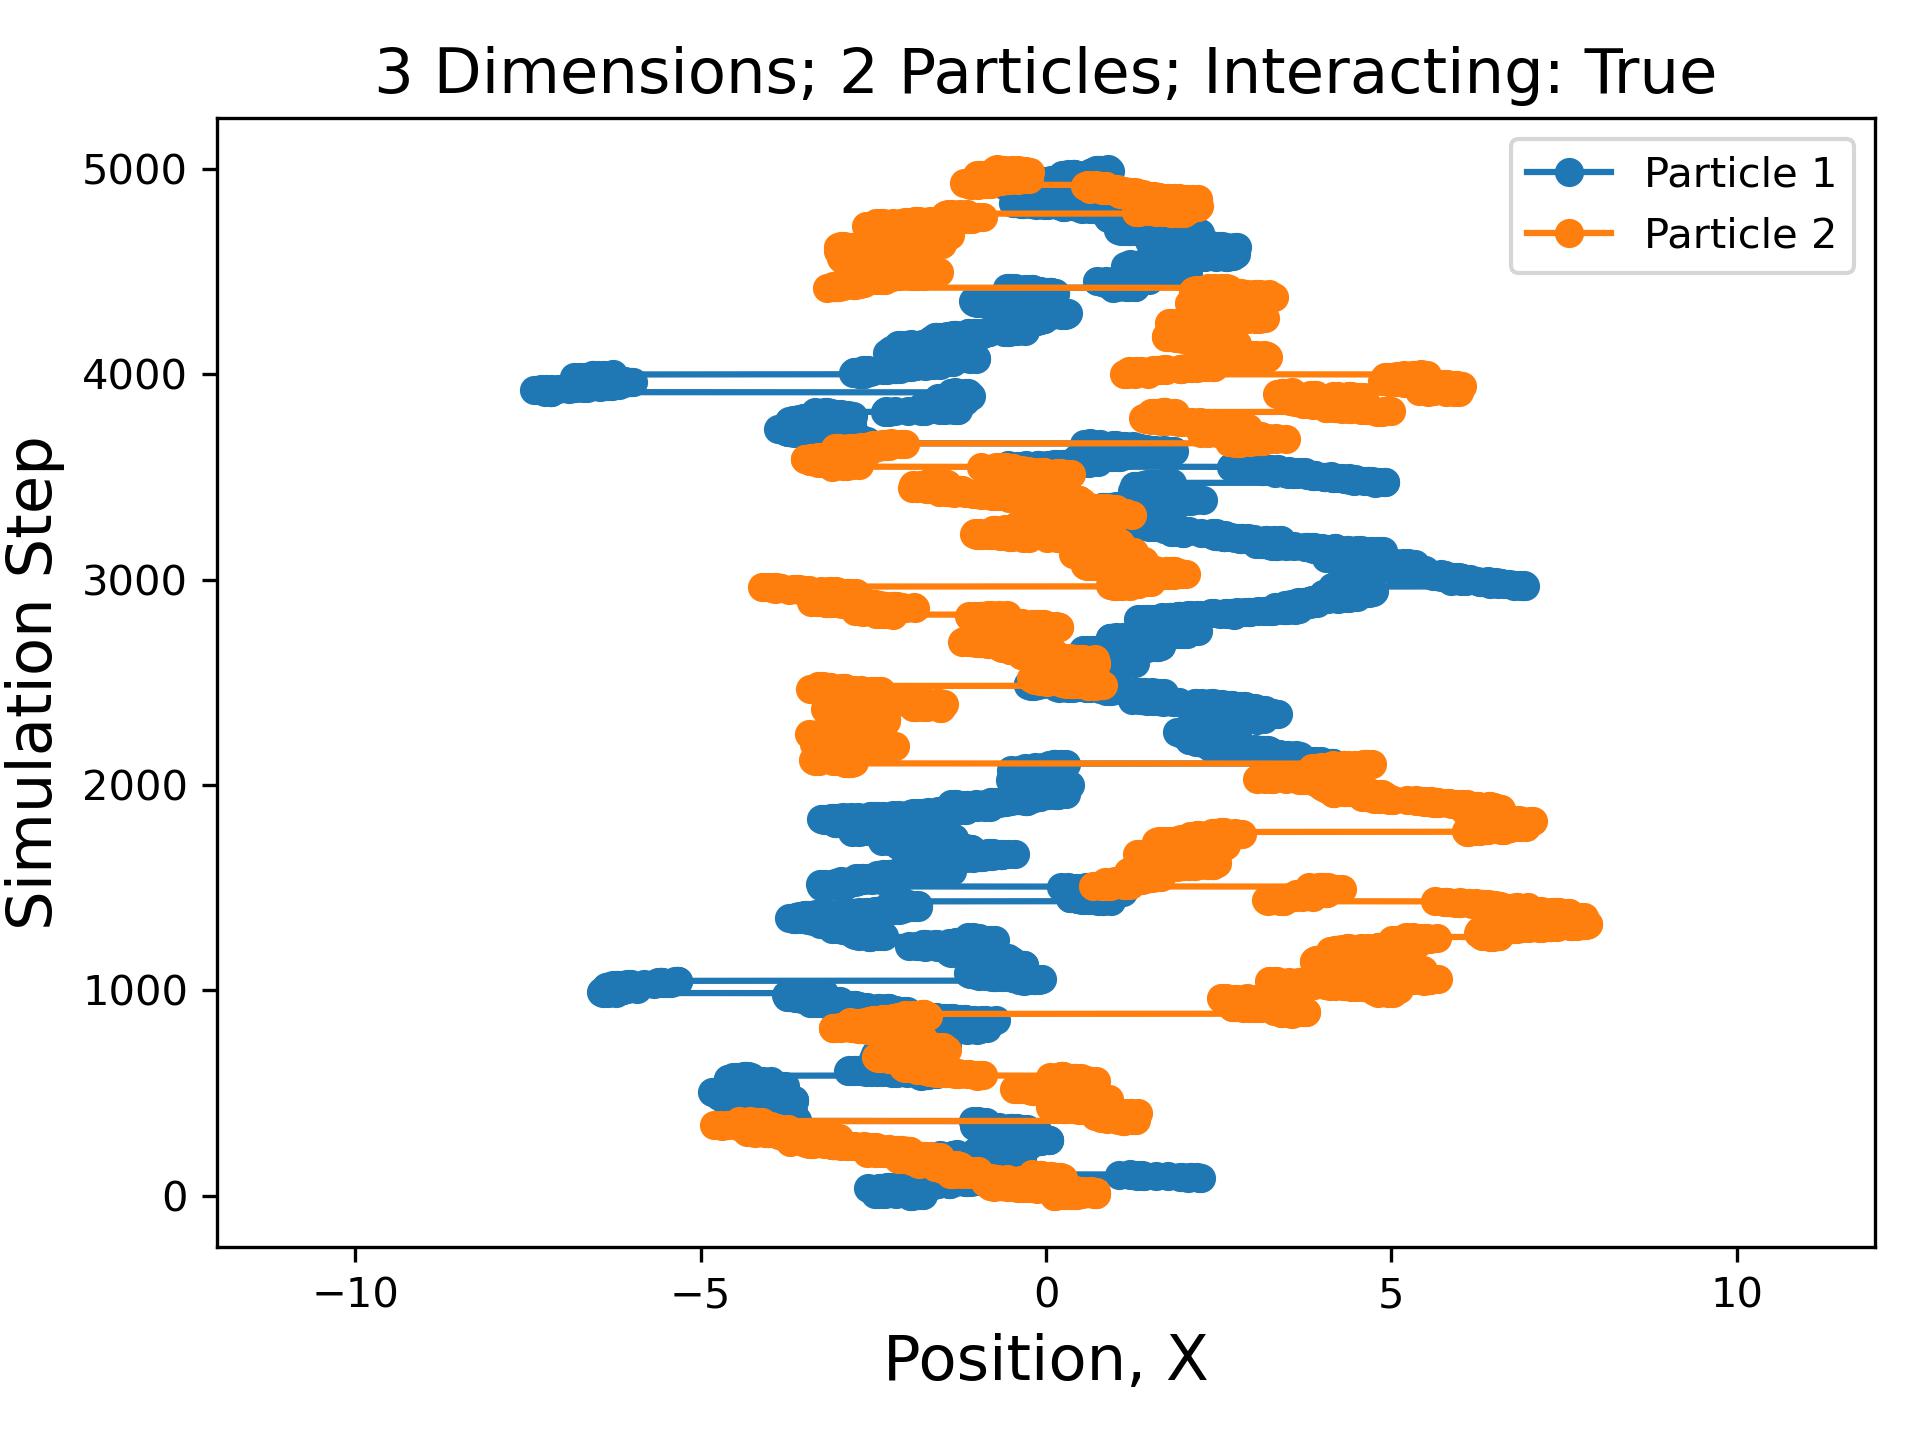 3 Dimensions; 2 Particles; Interacting: True
Particle 1
Particle 2
5000
4000
3000
2000
1000
0
Simulation Step
−10
−5
0
5
10
Position, X